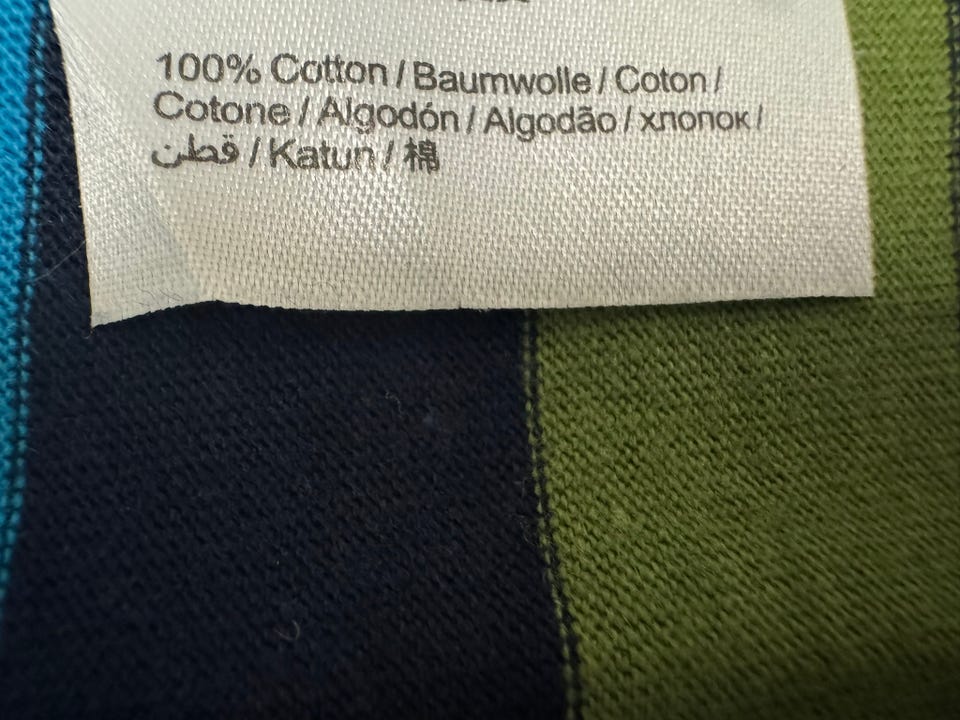 100% Cotton / Baumwolle / Coton /
Cotone / Algodón / Algodão / хлопок /
قطن / Katun / 棉